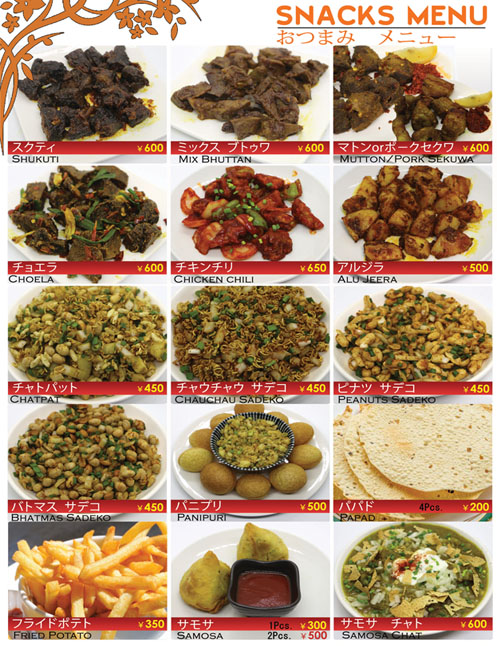 SNACKS MENU
おつまみ メニュー
スクティ ¥600
SHUKUTI
ミックス ブトゥワ ¥600
MIX BHUTTAN
マトンorポークセクワ ¥600
MUTTON/PORK SEKUWA
チョエラ ¥600
CHOELA
チキンチリ ¥650
CHICKEN CHILI
アルジラ ¥500
ALU JEERA
チャトパット ¥450
CHATPAT
チャウチャウ サデコ ¥450
CHAUCHAU SADEKO
ピナツ サデコ ¥450
PEANUTS SADEKO
バトマス サデコ ¥450
BHATMAS SADEKO
パニプリ ¥500
PANIPURI
パパド 4Pcs. ¥200
PAPAD
フライドポテト ¥350
FRIED POTATO
サモサ 1Pcs. ¥300
SAMOSA 2Pcs. ¥500
サモサ チャト ¥600
SAMOSA CHAT